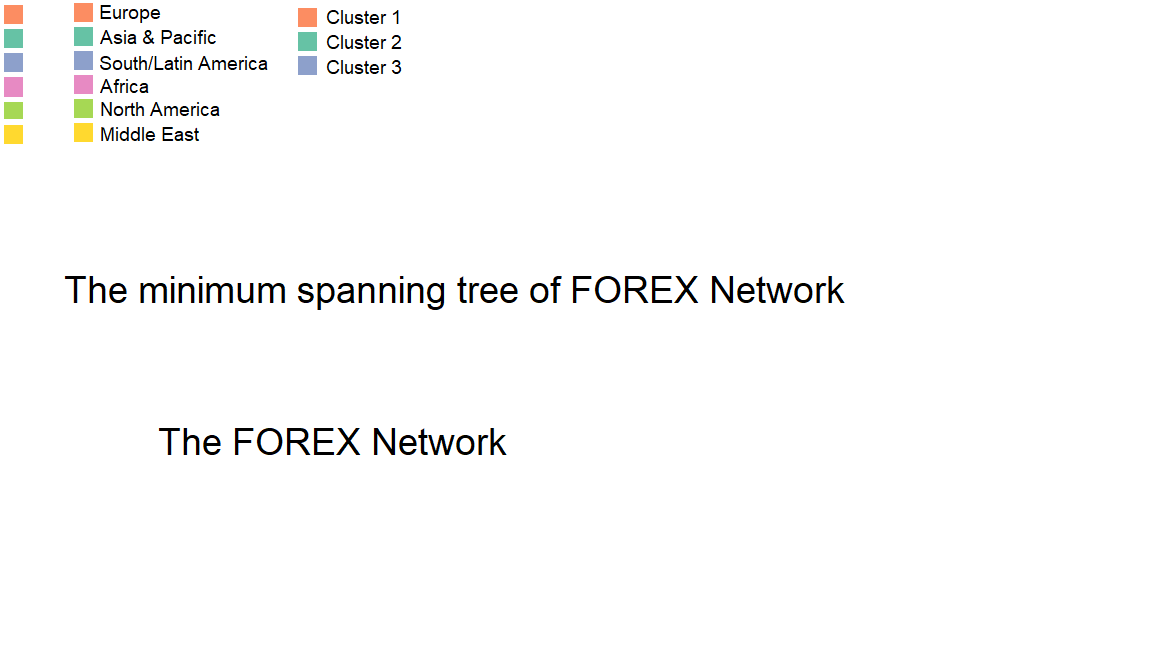 Europe
Asia & Pacific
South/Latin America
Africa
North America
Middle East
Cluster 1
Cluster 2
Cluster 3
The minimum spanning tree of FOREX Network
The FOREX Network